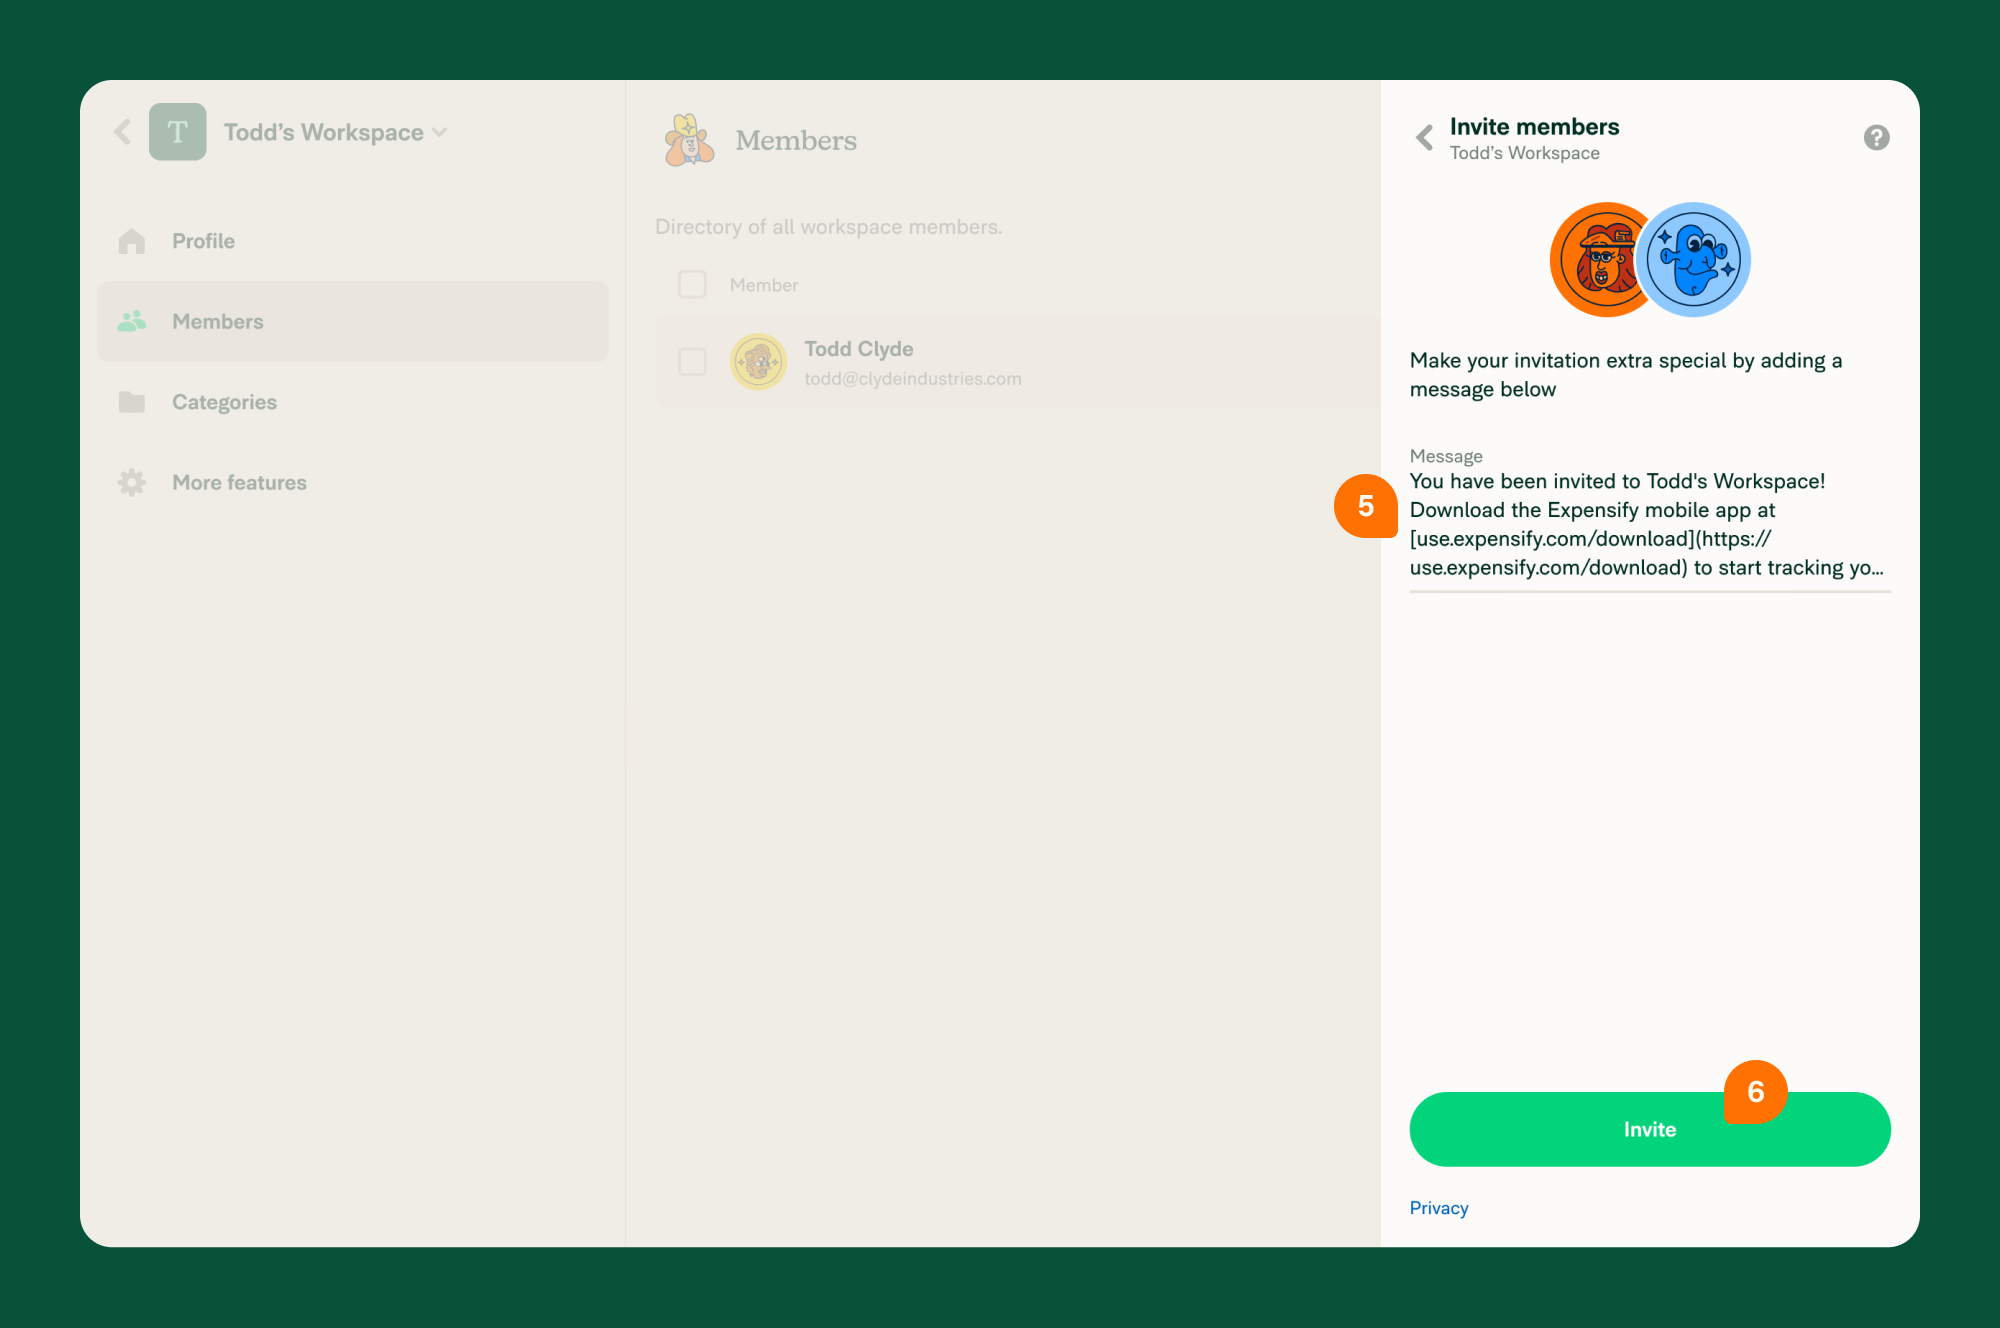 T
Todd’s Workspace
Profile
Members
Categories
More features
Members
Directory of all workspace members.
Member
Todd Clyde
todd@clydeindustries.com
Invite members
Todd’s Workspace
?
Make your invitation extra special by adding a
message below
5
Message
You have been invited to Todd's Workspace!
Download the Expensify mobile app at
[use.expensify.com/download](https://
use.expensify.com/download) to start tracking yo...
6
Invite
Privacy